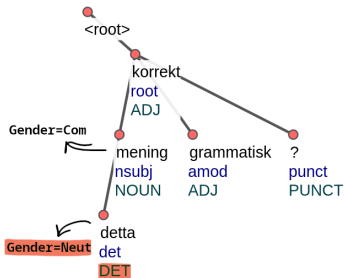 <root>
korrekt
root
ADJ
Gender=Com
mening
nsubj
NOUN
grammatisk
amod
ADJ
?
punct
PUNCT
Gender=Neut
detta
det
DET